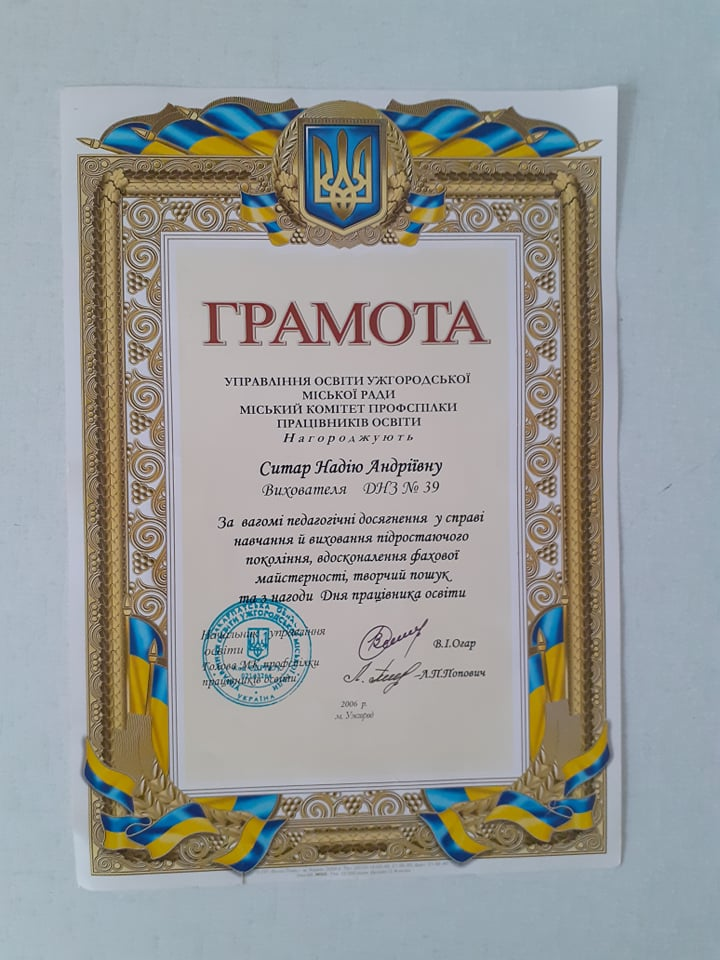 ГРАМОТА
УПРАВЛІННЯ ОСВІТИ УЖГОРОДСЬКОЇ
МІСЬКОЇ РАДИ
МІСЬКИЙ КОМІТЕТ ПРОФСПІЛКИ
ПРАЦІВНИКІВ ОСВІТИ
Нагороджують
Ситар Надію Андріївну
Вихователя ДНЗ № 39
За вагомі педагогічні досягнення у справі
навчання й виховання підростаючого
покоління, вдосконалення фахової
майстерності, творчий пошук
та з нагоди Дня працівника освіти
Начальник управління
освіти
В.І.Огар
Голова МК профспілки
працівників освіти
Л.П.Попович
2006 р.
м. Ужгород
УКРАЇНА